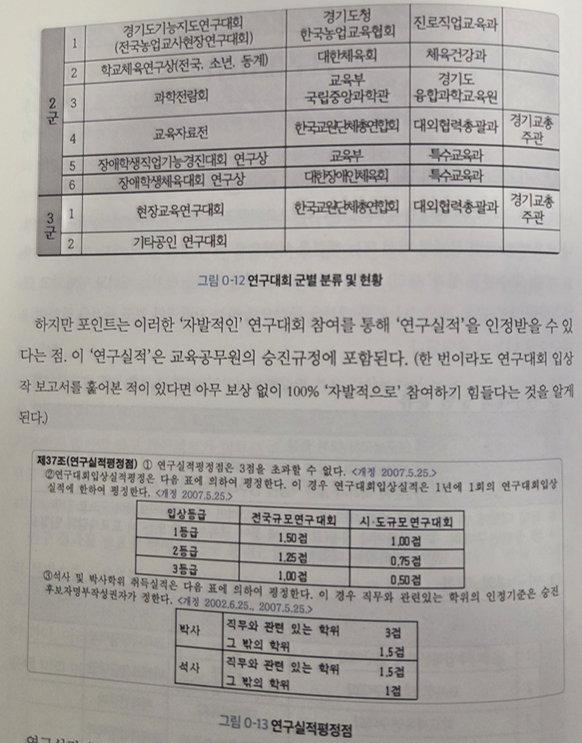 2군
1 경기도기능지도연구대회 (전국농업교사현장연구대회) 경기도청 한국농업교육협회 진로직업교육과
2 학교체육연구상(전국, 소년, 동계) 대한체육회 체육건강과
3 과학전람회 교육부 국립중앙과학관 경기도 융합과학교육원
4 교육자료전 한국교원단체총연합회 대외협력총괄과 경기교총 주관
5 장애학생직업기능경진대회 연구상 교육부 특수교육과
6 장애학생체육대회 연구상 대한장애인체육회 특수교육과
3군
1 현장교육연구대회 한국교원단체총연합회 대외협력총괄과 경기교총 주관
2 기타공인 연구대회
그림 0-12 연구대회 군별 분류 및 현황
하지만 포인트는 이러한 ‘자발적인’ 연구대회 참여를 통해 ‘연구실적’을 인정받을 수 있
다는 점. 이 ‘연구실적’은 교육공무원의 승진규정에 포함된다. (한 번이라도 연구대회 입상
작 보고서를 훑어본 적이 있다면 아무 보상 없이 100% ‘자발적으로’ 참여하기 힘들다는 것을 알게
된다.)
제37조(연구실적평정점) ① 연구실적평정점은 3점을 초과할 수 없다. <개정 2007.5.25.>
②연구대회입상실적평정은 다음 표에 의하여 평정한다. 이 경우 연구대회입상실적은 1년에 1회의 연구대회입상
실적에 한하여 평정한다. <개정 2007.5.25.>
입상등급 전국규모연구대회 시·도규모연구대회
1등급 1.50점 1.00점
2등급 1.25점 0.75점
3등급 1.00점 0.50점
③석사 및 박사학위 취득실적은 다음 표에 의하여 평정한다. 이 경우 직무와 관련있는 학위의 인정기준은 승진
후보자명부작성권자가 정한다. <개정 2002.6.25., 2007.5.25.>
박사 직무와 관련 있는 학위 3점
그 밖의 학위 1.5점
석사 직무와 관련 있는 학위 1.5점
그 밖의 학위 1점
그림 0-13 연구실적평정점